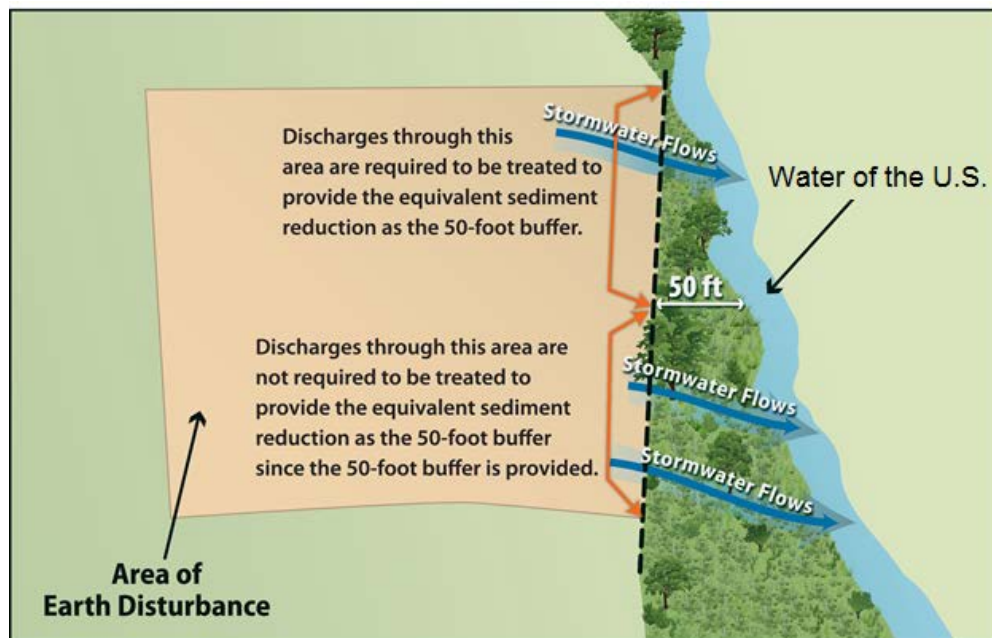 Stormwater Flows
Discharges through this
area are required to be treated to
provide the equivalent sediment
reduction as the 50-foot buffer.
Water of the U.S.
50 ft
Discharges through this area are
not required to be treated to
provide the equivalent sediment
reduction as the 50-foot buffer
since the 50-foot buffer is provided.
Stormwater Flows
Stormwater Flows
Area of
Earth Disturbance